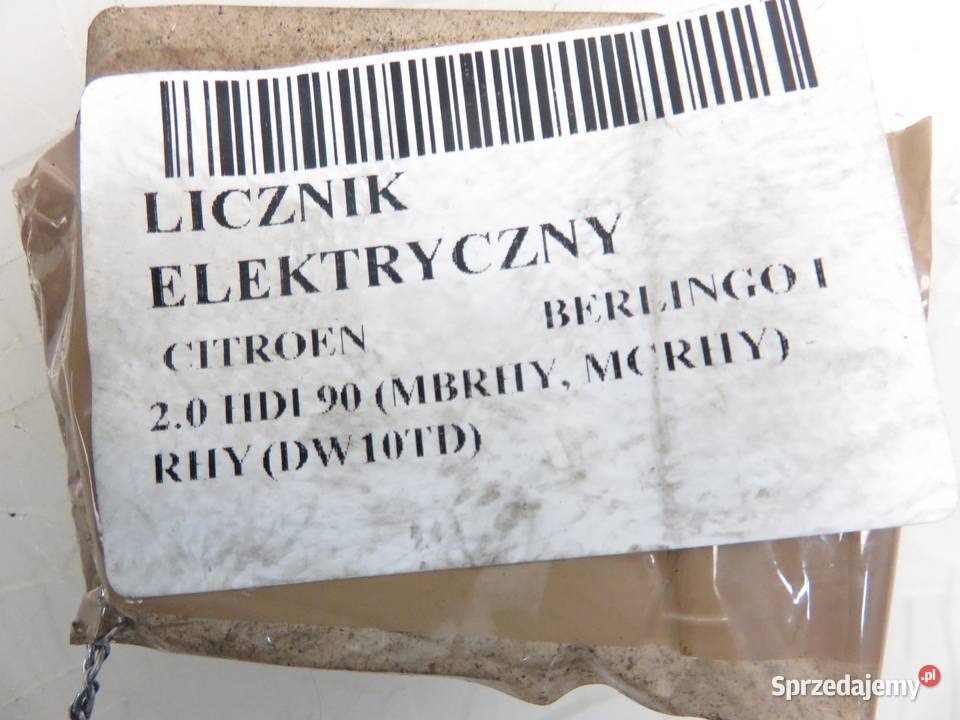 LICZNIK
ELEKTRYCZNY
CITROEN BERLINGO I
2.0 HDI 90 (MBRHY, MCRHY) -
RHY (DW10TD)
Sprzedajemy.pl